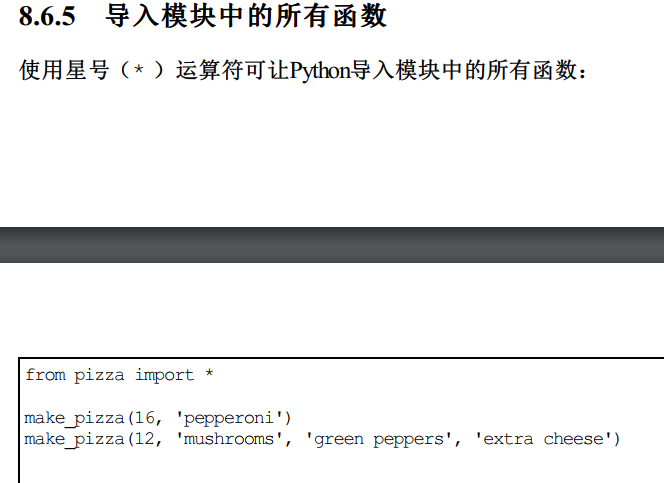 8.6.5 导入模块中的所有函数
使用星号（* ）运算符可让Python导入模块中的所有函数：
from pizza import *
make_pizza(16, 'pepperoni')
make_pizza(12, 'mushrooms', 'green peppers', 'extra cheese')